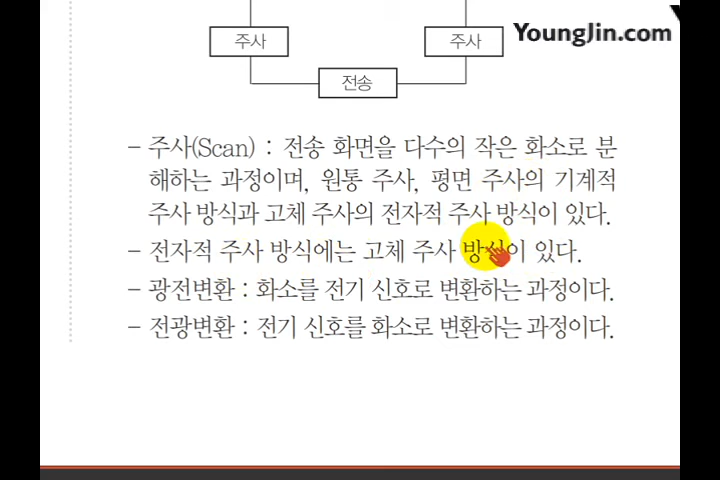 YoungJin.com
주사
주사
전송
– 주사(Scan) : 전송 화면을 다수의 작은 화소로 분
해하는 과정이며, 원통 주사, 평면 주사의 기계적
주사 방식과 고체 주사의 전자적 주사 방식이 있다.
– 전자적 주사 방식에는 고체 주사 방식이 있다.
– 광전변환 : 화소를 전기 신호로 변환하는 과정이다.
– 전광변환 : 전기 신호를 화소로 변환하는 과정이다.